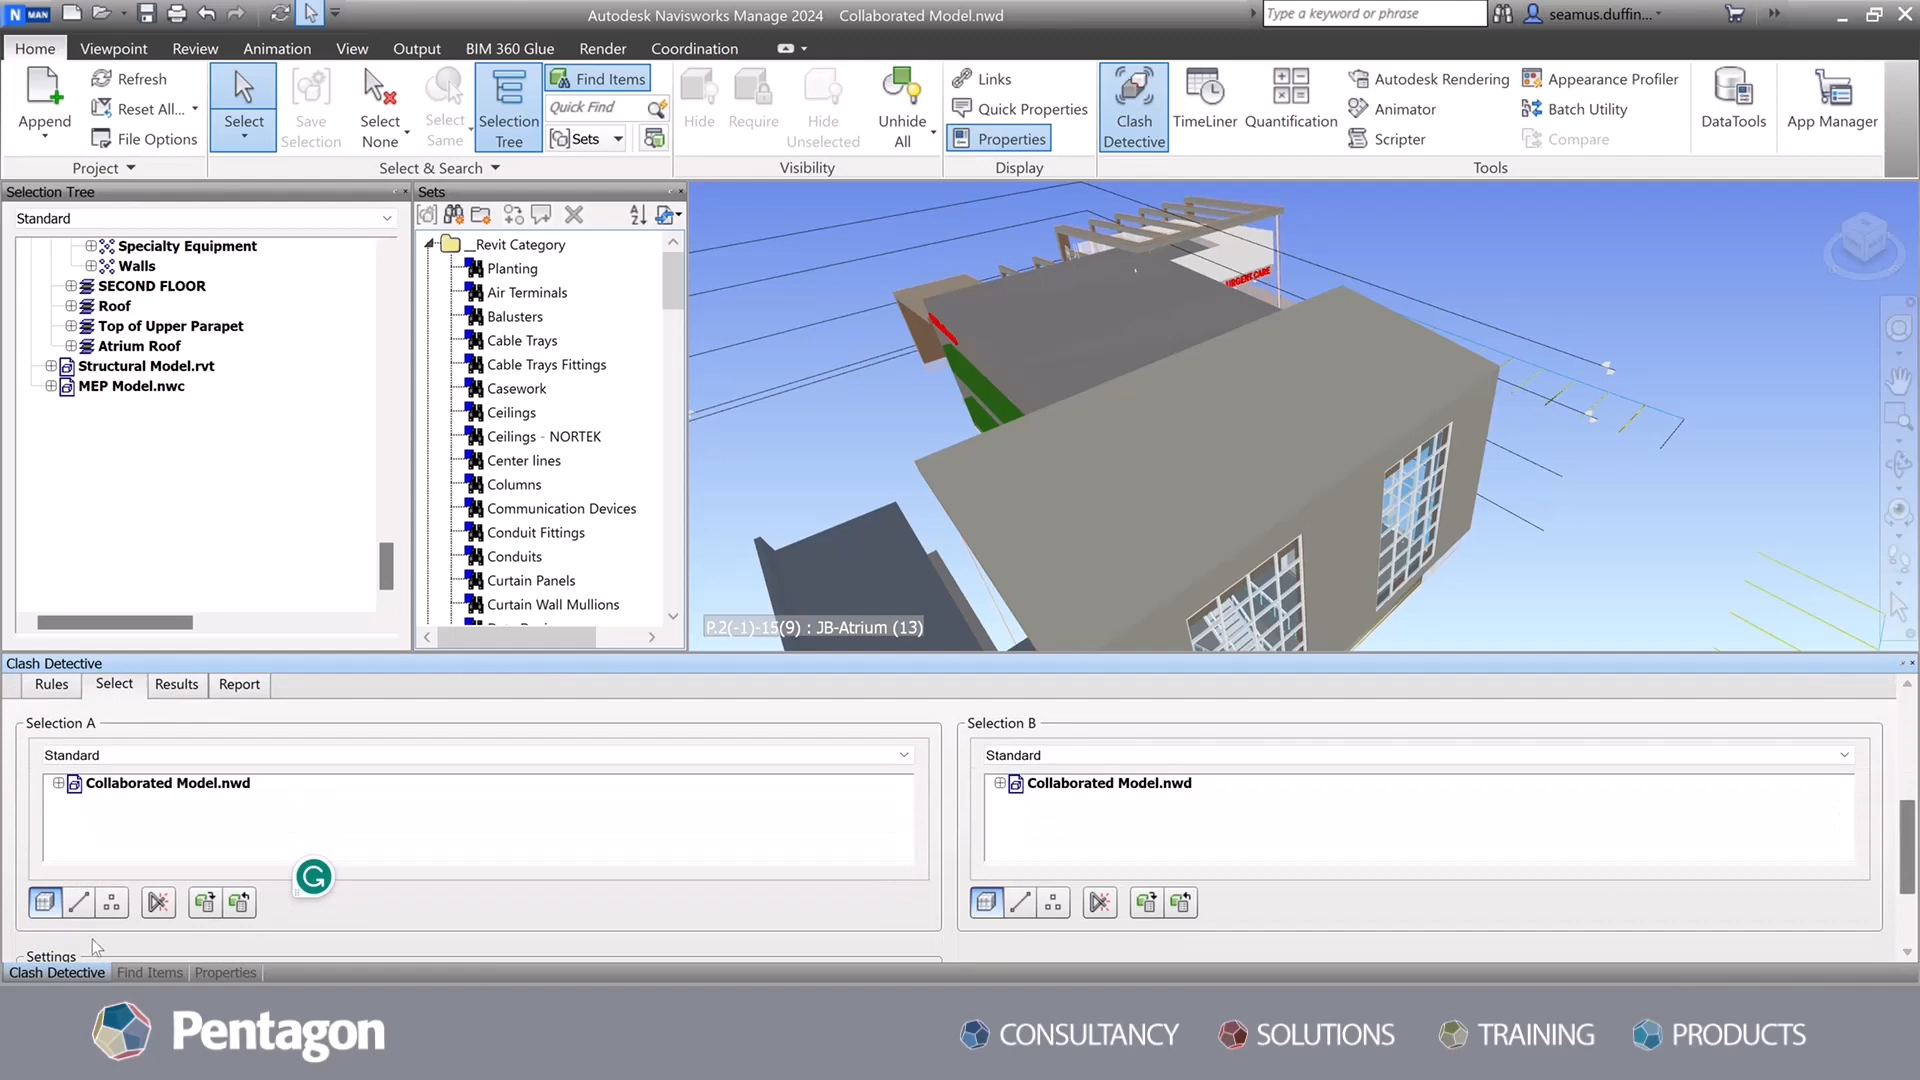 N MAN
Autodesk Navisworks Manage 2024 Collaborated Model.nwd
Type a keyword or phrase
seamus.duffin...
Home Viewpoint Review Animation View Output BIM 360 Glue Render Coordination
Append
Refresh
Reset All...
File Options
Project
Select
Save Selection
Select None
Select Same
Selection Tree
Find Items
Quick Find
Sets
Select & Search
Hide
Require
Hide Unselected
Unhide All
Visibility
Links
Quick Properties
Properties
Display
Clash Detective
TimeLiner
Quantification
Autodesk Rendering
Animator
Scripter
Appearance Profiler
Batch Utility
Compare
Tools
DataTools
App Manager
Selection Tree
Standard
Specialty Equipment
Walls
SECOND FLOOR
Roof
Top of Upper Parapet
Atrium Roof
Structural Model.rvt
MEP Model.nwc
Sets
__Revit Category
Planting
Air Terminals
Balusters
Cable Trays
Cable Trays Fittings
Casework
Ceilings
Ceilings - NORTEK
Center lines
Columns
Communication Devices
Conduit Fittings
Conduits
Curtain Panels
Curtain Wall Mullions
URGENT CARE
P.2(-1)-15(9) : JB-Atrium (13)
Clash Detective
Rules Select Results Report
Selection A
Standard
Collaborated Model.nwd
Selection B
Standard
Collaborated Model.nwd
Settings
Clash Detective Find Items Properties
Pentagon
CONSULTANCY SOLUTIONS TRAINING PRODUCTS